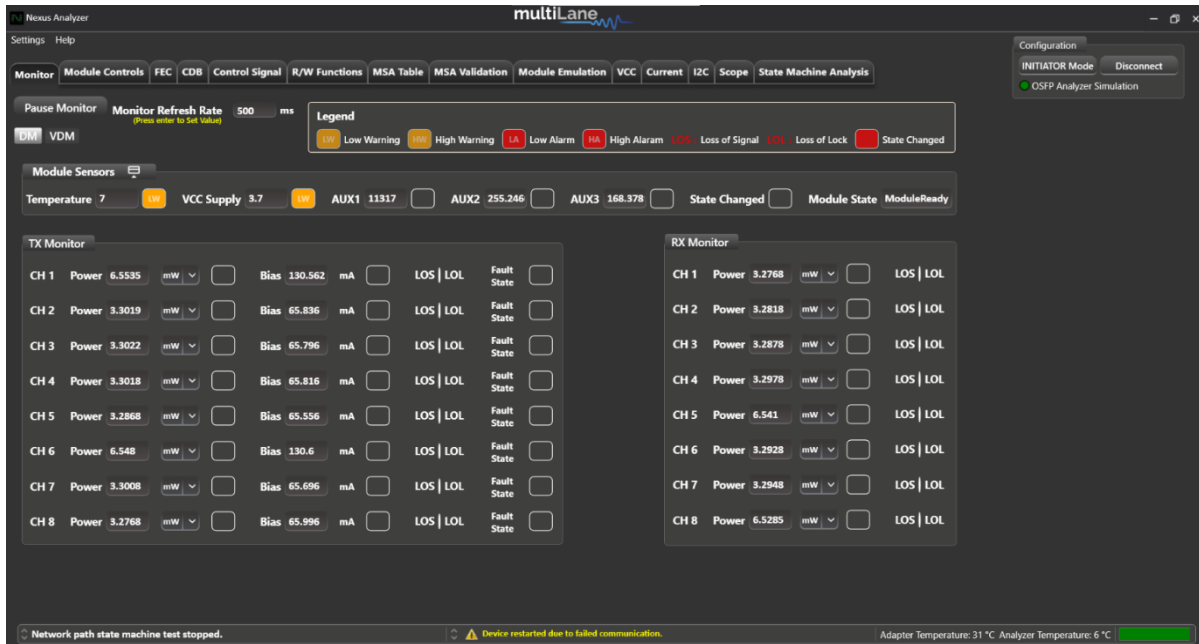 Nexus Analyzer
multiLane
Settings Help
Configuration
INITIATOR Mode Disconnect
OSFP Analyzer Simulation
Monitor Module Controls FEC CDB Control Signal R/W Functions MSA Table MSA Validation Module Emulation VCC Current I2C Scope State Machine Analysis
Pause Monitor Monitor Refresh Rate 500 ms
(Press enter to Set Value)
DM VDM
Legend
LW Low Warning HW High Warning LA Low Alarm HA High Alaram LOS : Loss of Signal LOL : Loss of Lock State Changed
Module Sensors
Temperature 7 LW VCC Supply 3.7 LW AUX1 11317 AUX2 255.246 AUX3 168.378 State Changed Module State ModuleReady
TX Monitor
CH 1 Power 6.5535 mW Bias 130.562 mA LOS | LOL Fault State
CH 2 Power 3.3019 mW Bias 65.836 mA LOS | LOL Fault State
CH 3 Power 3.3022 mW Bias 65.796 mA LOS | LOL Fault State
CH 4 Power 3.3018 mW Bias 65.816 mA LOS | LOL Fault State
CH 5 Power 3.2868 mW Bias 65.556 mA LOS | LOL Fault State
CH 6 Power 6.548 mW Bias 130.6 mA LOS | LOL Fault State
CH 7 Power 3.3008 mW Bias 65.696 mA LOS | LOL Fault State
CH 8 Power 3.2768 mW Bias 65.996 mA LOS | LOL Fault State
RX Monitor
CH 1 Power 3.2768 mW LOS | LOL
CH 2 Power 3.2818 mW LOS | LOL
CH 3 Power 3.2878 mW LOS | LOL
CH 4 Power 3.2978 mW LOS | LOL
CH 5 Power 6.541 mW LOS | LOL
CH 6 Power 3.2928 mW LOS | LOL
CH 7 Power 3.2948 mW LOS | LOL
CH 8 Power 6.5285 mW LOS | LOL
Network path state machine test stopped.
Device restarted due to failed communication.
Adapter Temperature: 31 °C Analyzer Temperature: 6 °C